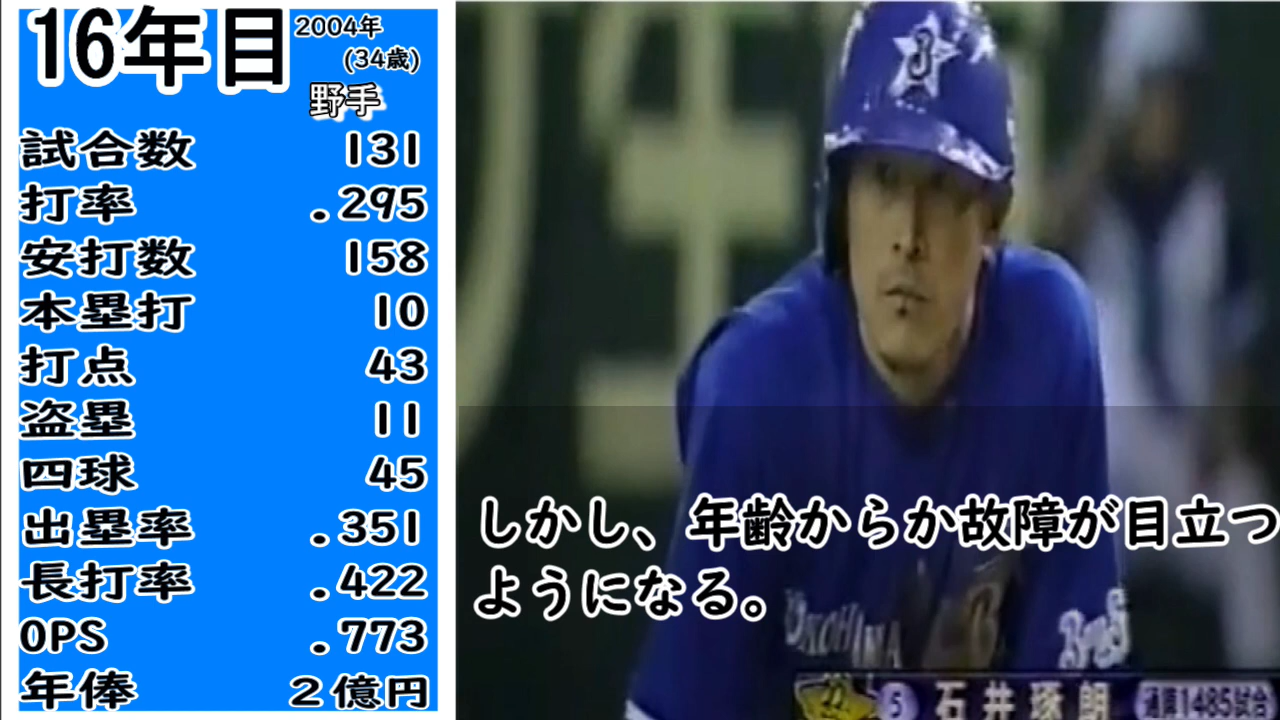 16年目
2004年
(34歳)
野手
試合数 131
打率 .295
安打数 158
本塁打 10
打点 43
盗塁 11
四球 45
出塁率 .351
長打率 .422
OPS .773
年俸 2億円
B
しかし、年齢からか故障が目立つ
ようになる。
YOKOHAMA
5 石井琢朗 通算1485試合